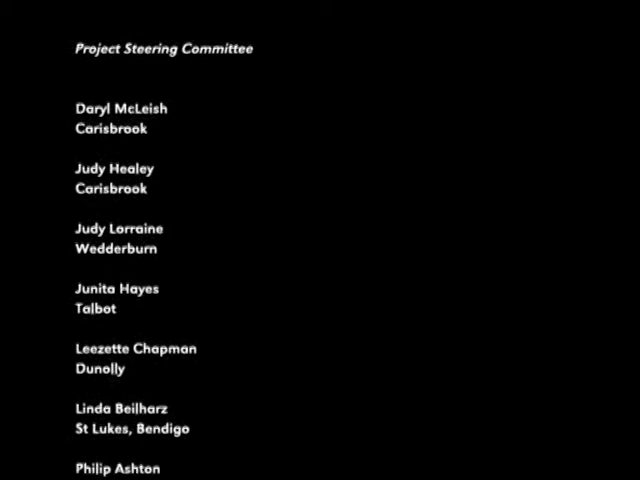 Project Steering Committee
Daryl McLeish
Carisbrook
Judy Healey
Carisbrook
Judy Lorraine
Wedderburn
Junita Hayes
Talbot
Leezette Chapman
Dunolly
Linda Beilharz
St Lukes, Bendigo
Philip Ashton